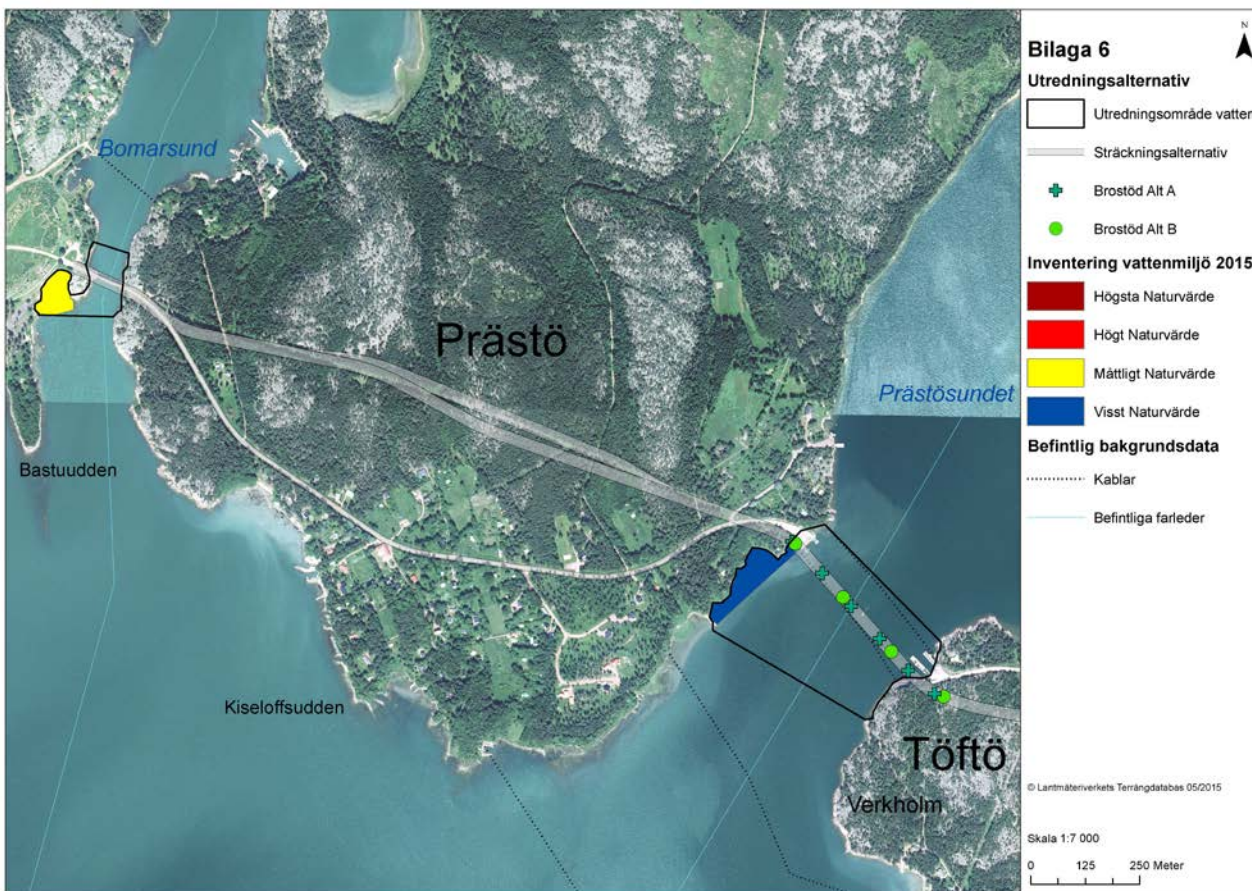 Bomarsund
Prästö
Prästösundet
Bastuudden
Kiseloffsudden
Töftö
Verkholm
N
Bilaga 6
Utredningsalternativ
Utredningsområde vatten
Sträckningsalternativ
Brostöd Alt A
Brostöd Alt B
Inventering vattenmiljö 2015
Högsta Naturvärde
Högt Naturvärde
Måttligt Naturvärde
Visst Naturvärde
Befintlig bakgrundsdata
Kablar
Befintliga farleder
© Lantmäteriverkets Terrängdatabas 05/2015
Skala 1:7 000
0 125 250 Meter